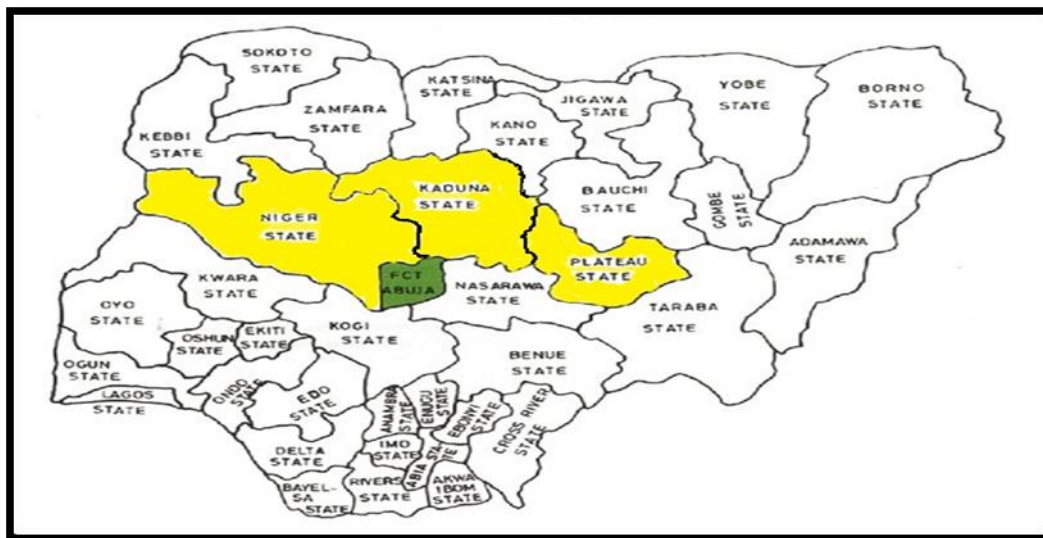 SOKOTO
STATE
KATSINA
STATE
JIGAWA
STATE
YOBE
STATE
BORNO
STATE
ZAMFARA
STATE
KANO
STATE
KEBBI
STATE
KADUNA
STATE
BAUCHI
STATE
GOMBE
STATE
NIGER
STATE
ADAMAWA
STATE
PLATEAU
STATE
FCT
ABUJA
KWARA
STATE
NASARAWA
STATE
TARABA
STATE
OYO
STATE
KOGI
STATE
OSHUN
STATE
EKITI
STATE
BENUE
STATE
OGUN
STATE
LAGOS
STATE
ONDO
STATE
EDO
STATE
ANAMBRA
STATE
ENUGU
STATE
EBONYI
STATE
CROSS RIVER
STATE
DELTA
STATE
IMO
STATE
ABIA STA-
TE
BAYEL-
SA
STATE
RIVERS
STATE
AKWA
IBOM
STATE